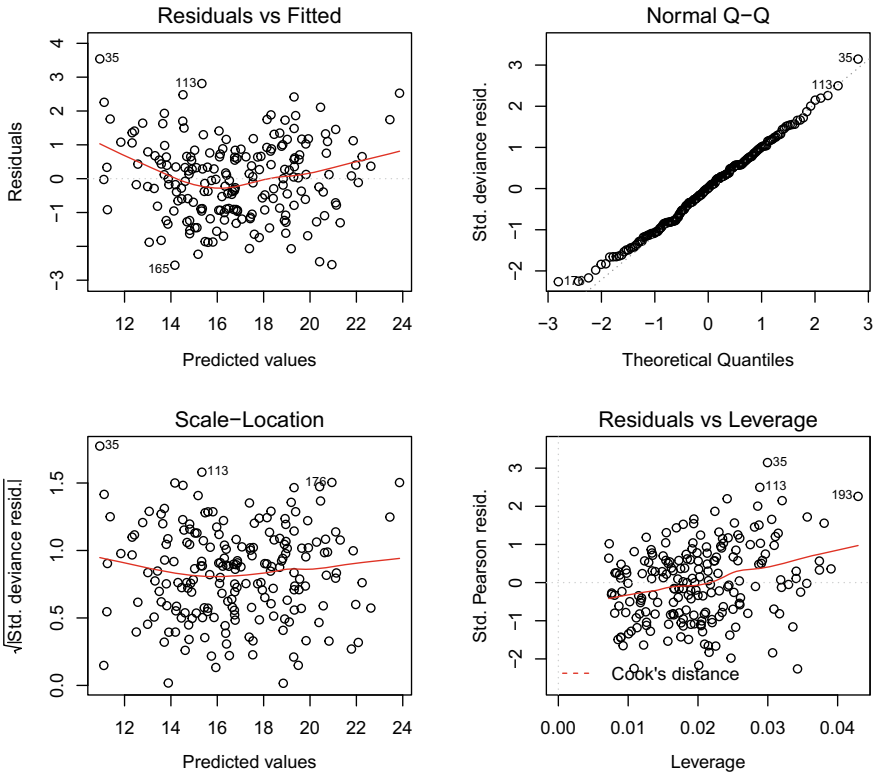 Residuals vs Fitted
Residuals
4
3
2
1
0
−1
−3
35
113
165
12 14 16 18 20 22 24
Predicted values
Normal Q−Q
Std. deviance resid.
3
2
1
0
−1
−2
35
113
−3 −2 −1 0 1 2 3
Theoretical Quantiles
Scale−Location
√|Std. deviance resid.|
1.5
1.0
0.5
0.0
35
113
176
12 14 16 18 20 22 24
Predicted values
Residuals vs Leverage
Std. Pearson resid.
3
2
1
0
−1
−2
35
113
193
Cook's distance
0.00 0.01 0.02 0.03 0.04
Leverage